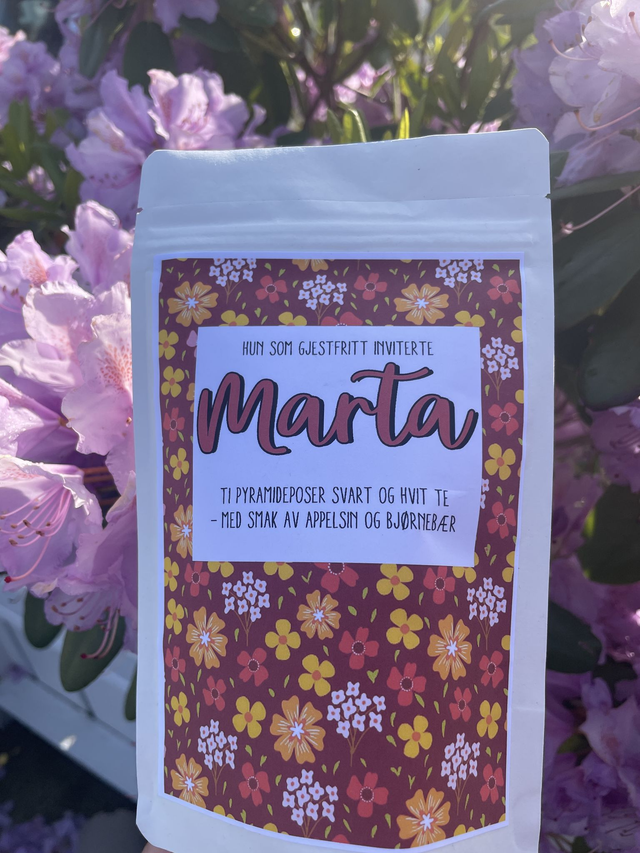 HUN SOM GJESTFRITT INVITERTE
Marta
TI PYRAMIDEPOSER SVART OG HVIT TE
- MED SMAK AV APPELSIN OG BJØRNEBÆR